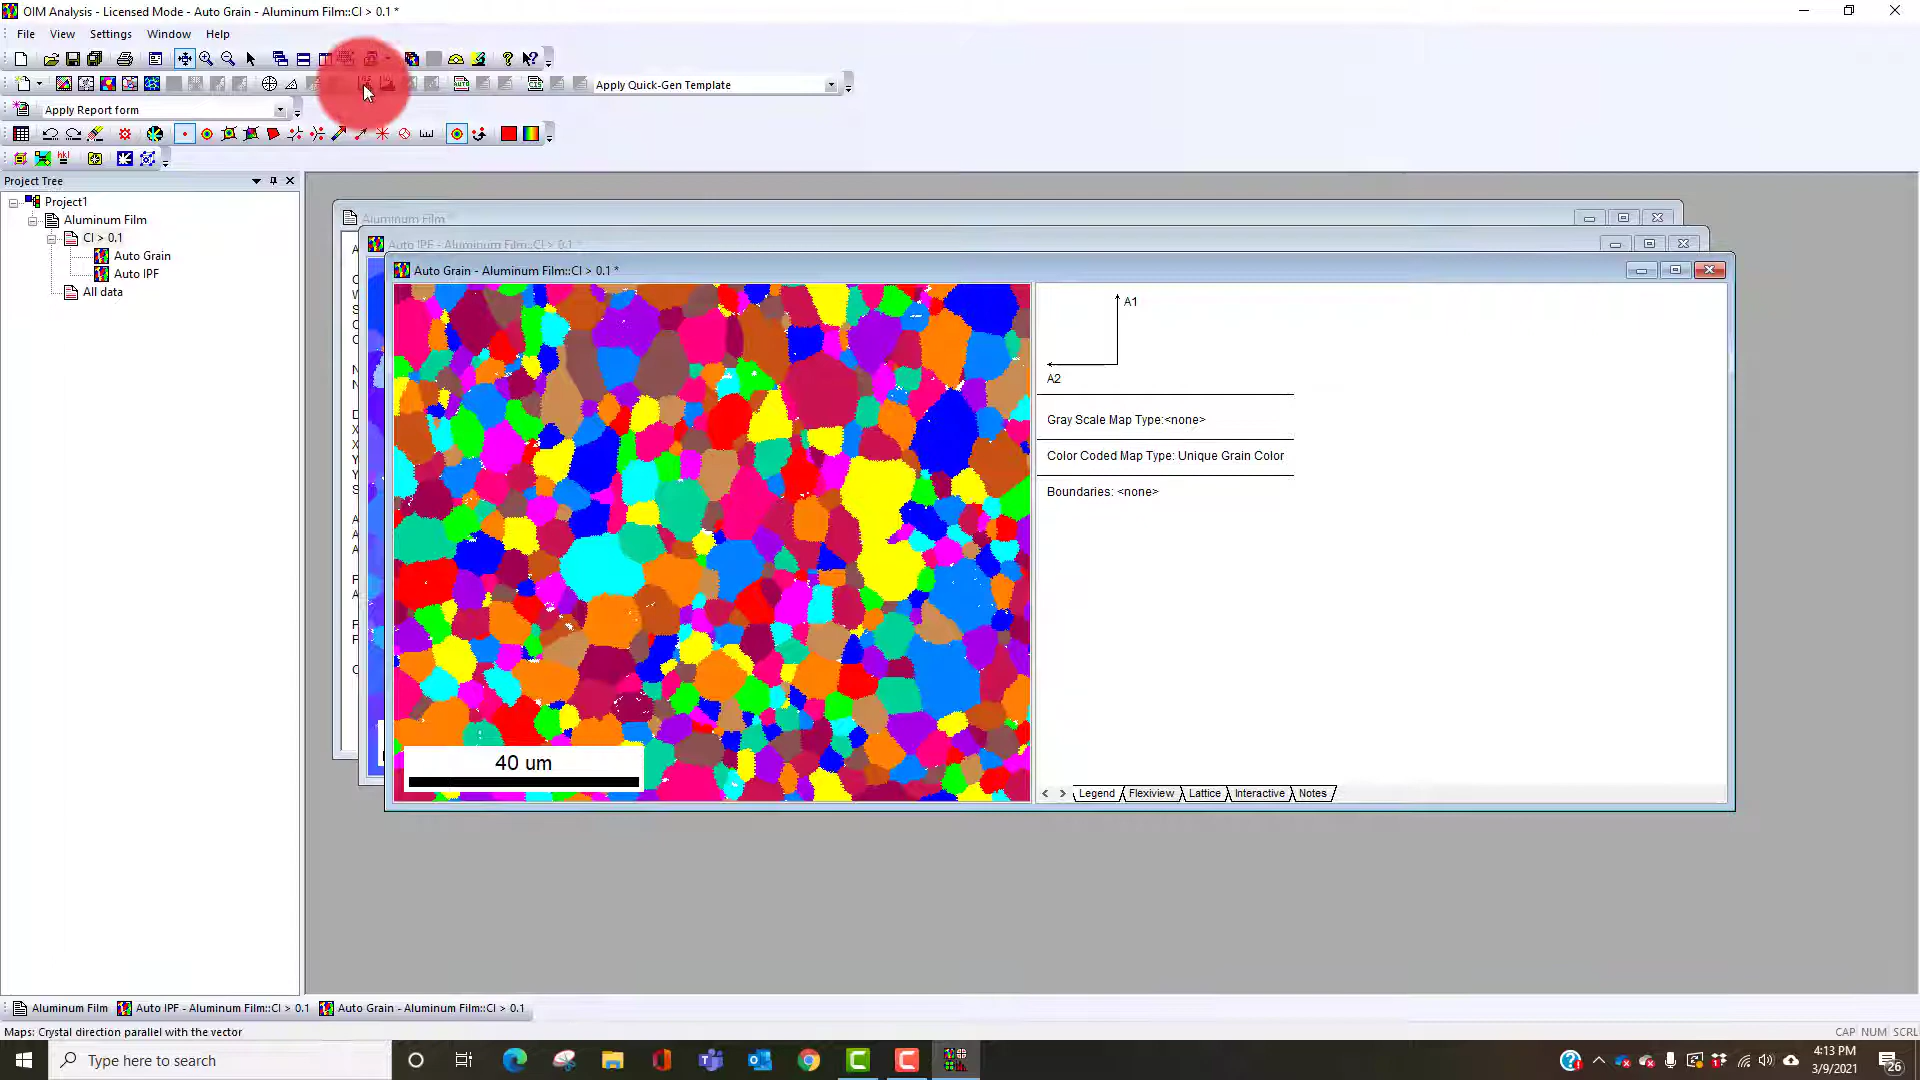 OIM Analysis - Licensed Mode - Auto Grain - Aluminum Film::CI > 0.1 *
File View Settings Window Help
Apply Quick-Gen Template
Apply Report form
hkl
Project Tree
Project1
Aluminum Film
CI > 0.1
Auto Grain
Auto IPF
All data
Aluminum Film *
Auto IPF - Aluminum Film::CI > 0.1 *
Auto Grain - Aluminum Film::CI > 0.1 *
A1
A2
Gray Scale Map Type:<none>
Color Coded Map Type: Unique Grain Color
Boundaries: <none>
40 um
Legend Flexiview Lattice Interactive Notes
Aluminum Film Auto IPF - Aluminum Film::CI > 0.1 Auto Grain - Aluminum Film::CI > 0.1
Maps: Crystal direction parallel with the vector
CAP NUM SCRL
Type here to search
4:13 PM
3/9/2021
26